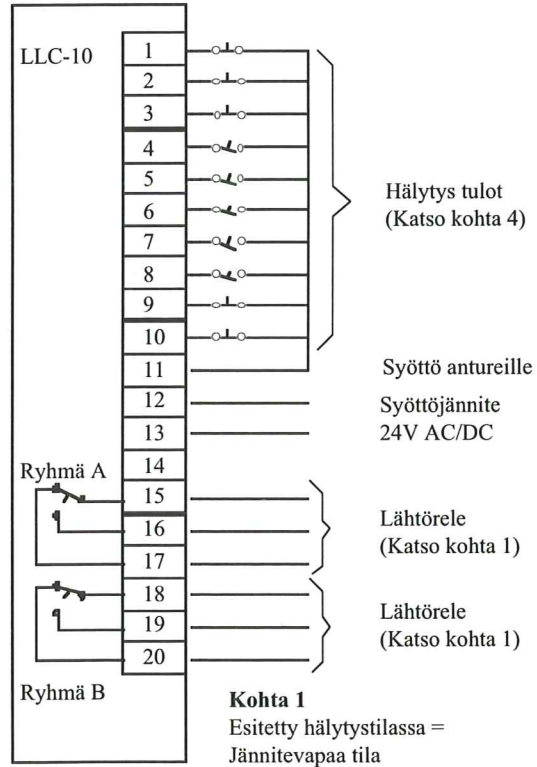 LLC-10
1
2
3
4
5
6
7
8
9
10
11
12
13
14
15
16
17
18
19
20
Hälytys tulot
(Katso kohta 4)
Syöttö antureille
Syöttöjännite
24V AC/DC
Ryhmä A
Lähtörele
(Katso kohta 1)
Lähtörele
(Katso kohta 1)
Ryhmä B
Kohta 1
Esitetty hälytystilassa =
Jännitevapaa tila